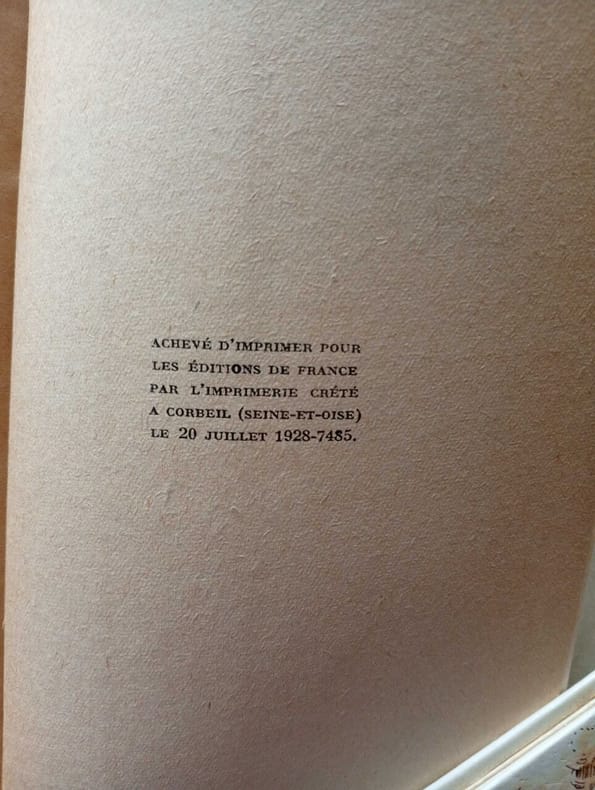 ACHEVÉ D'IMPRIMER POUR
LES ÉDITIONS DE FRANCE
PAR L'IMPRIMERIE CRÉTÉ
A CORBEIL (SEINE-ET-OISE)
LE 20 JUILLET 1928-7485.